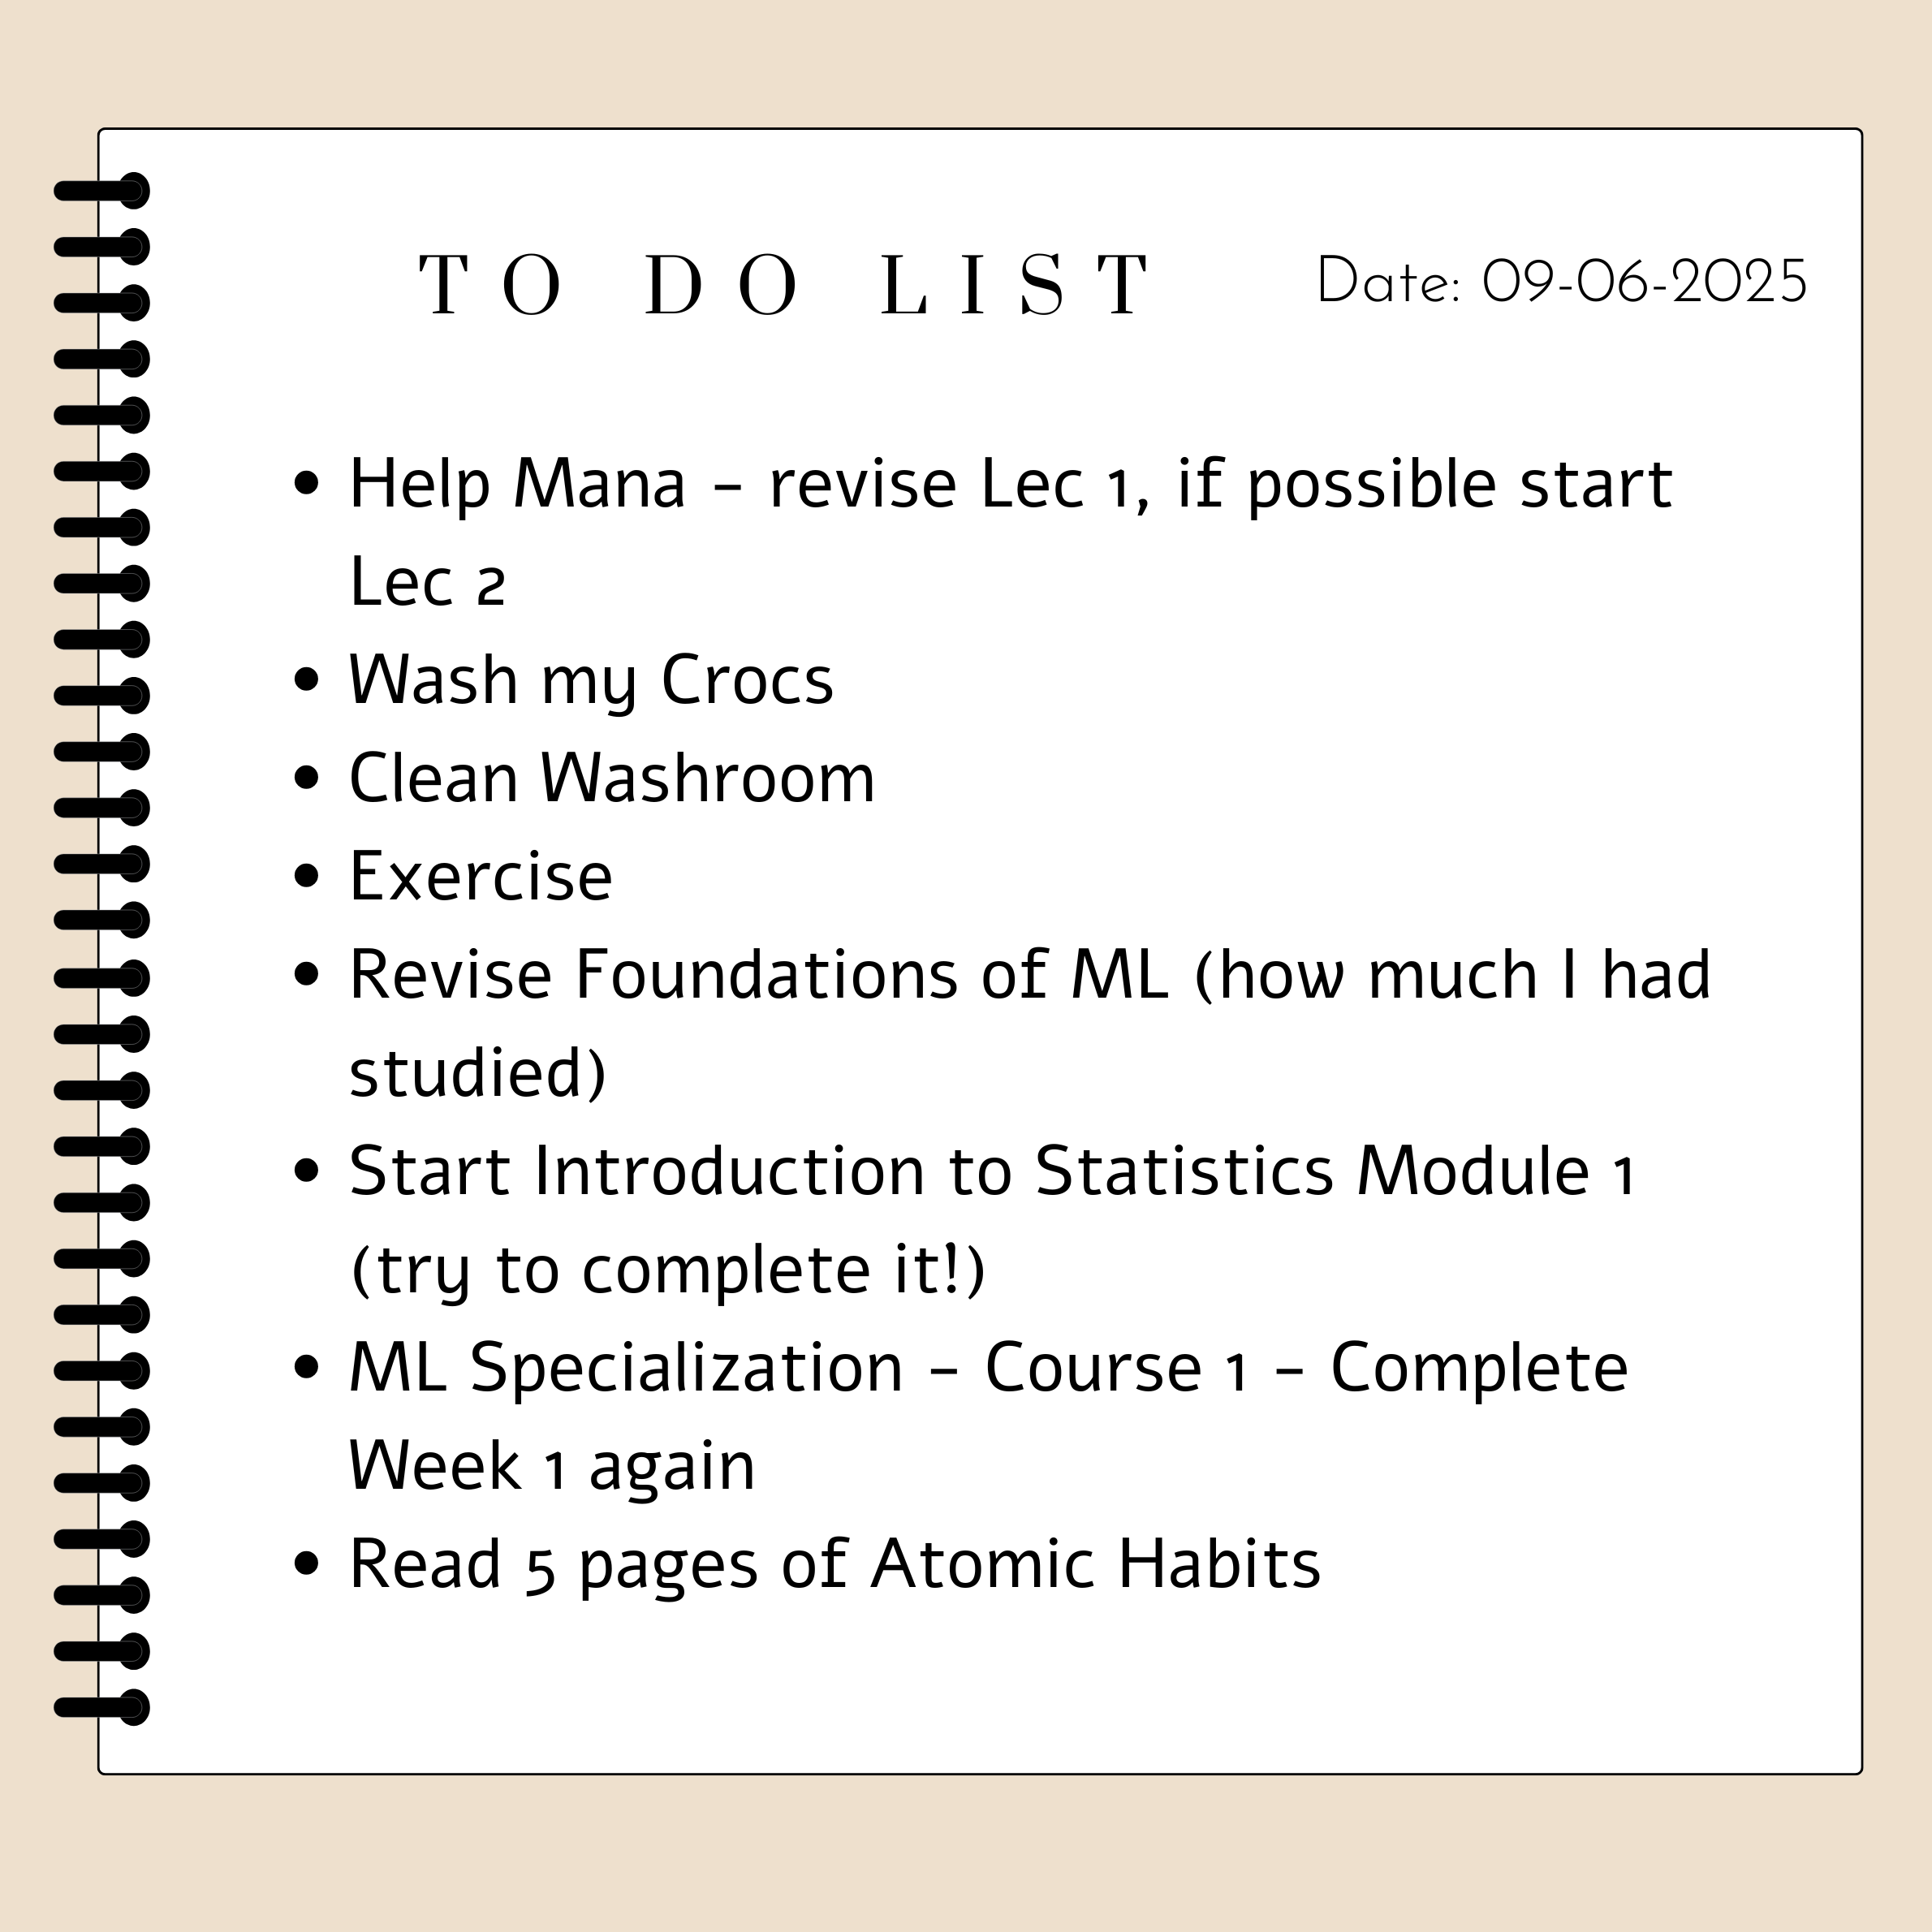 TO DO LIST Date: 09-06-2025
• Help Mana – revise Lec 1, if possible start
Lec 2
• Wash my Crocs
• Clean Washroom
• Exercise
• Revise Foundations of ML (how much I had
studied)
• Start Introduction to Statistics Module 1
(try to complete it!)
• ML Specialization – Course 1 – Complete
Week 1 again
• Read 5 pages of Atomic Habits